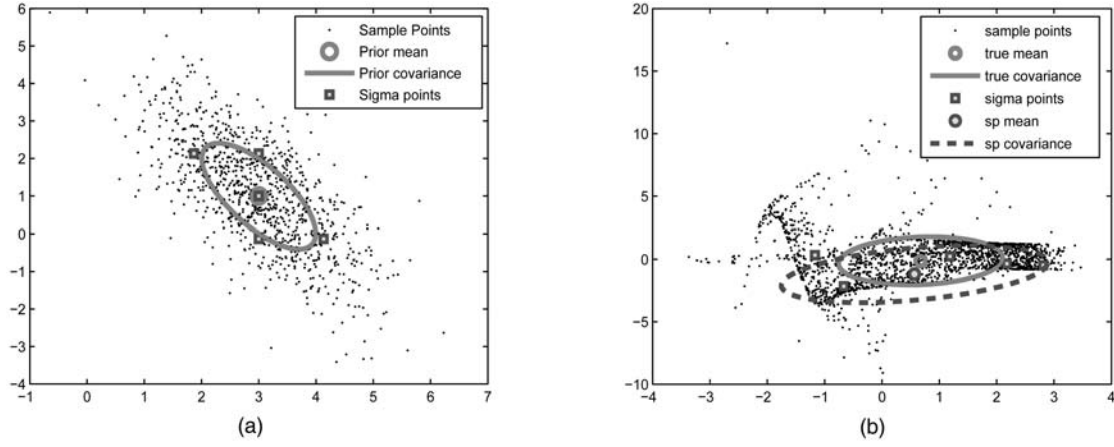 6
5
4
3
2
1
0
−1
−2
−3
−4
−1 0 1 2 3 4 5 6 7
Sample Points
Prior mean
Prior covariance
Sigma points
(a)
20
15
10
5
0
−5
−10
−4 −3 −2 −1 0 1 2 3 4
sample points
true mean
true covariance
sigma points
sp mean
sp covariance
(b)